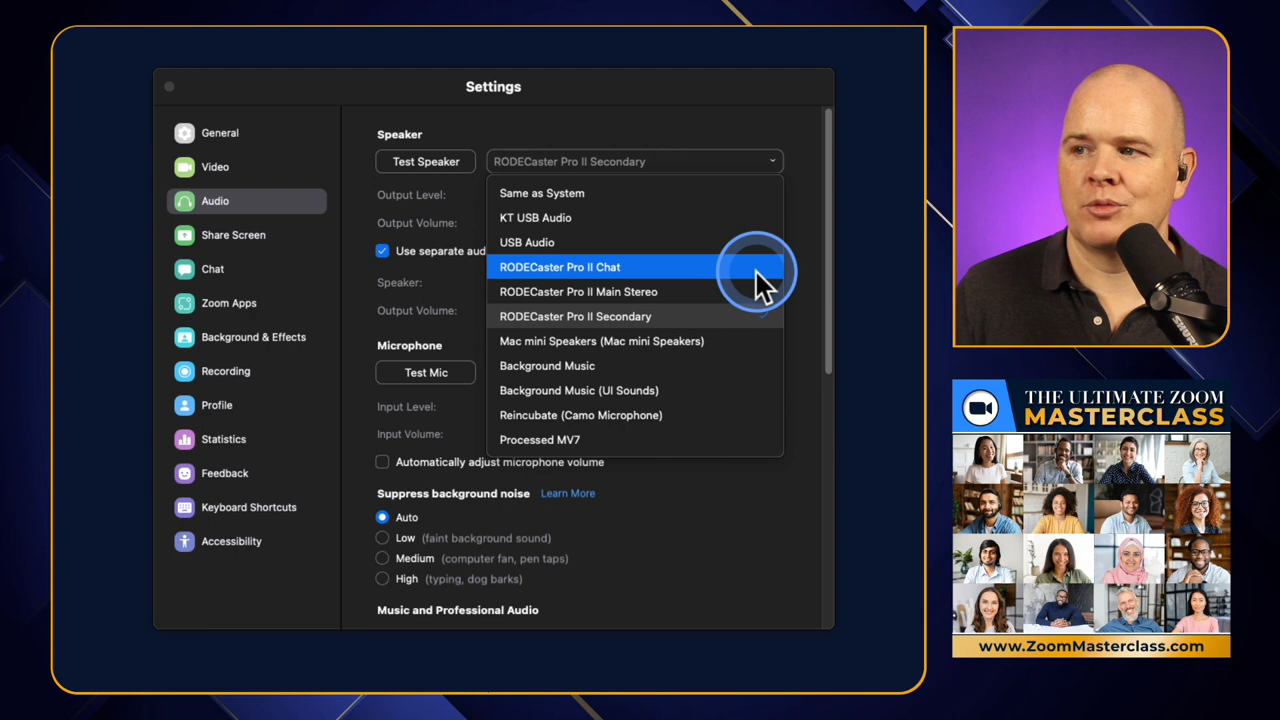 Settings
General
Video
Audio
Share Screen
Chat
Zoom Apps
Background & Effects
Recording
Profile
Statistics
Feedback
Keyboard Shortcuts
Accessibility
Speaker
Test Speaker
RODECaster Pro II Secondary
Output Level:
Output Volume:
Use separate aud
Speaker:
Output Volume:
Same as System
KT USB Audio
USB Audio
RODECaster Pro II Chat
RODECaster Pro II Main Stereo
RODECaster Pro II Secondary
Mac mini Speakers (Mac mini Speakers)
Background Music
Background Music (UI Sounds)
Reincubate (Camo Microphone)
Processed MV7
Microphone
Test Mic
Input Level:
Input Volume:
Automatically adjust microphone volume
Suppress background noise Learn More
Auto
Low (faint background sound)
Medium (computer fan, pen taps)
High (typing, dog barks)
Music and Professional Audio
THE ULTIMATE ZOOM
MASTERCLASS
www.ZoomMasterclass.com